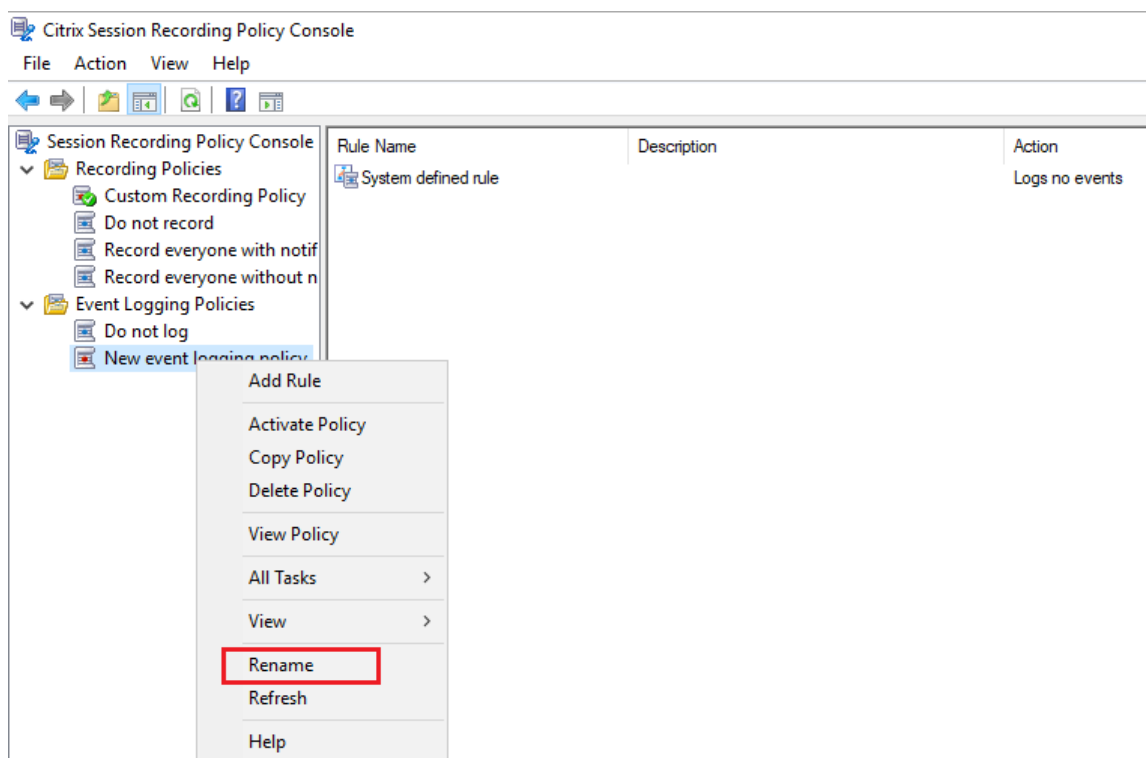 Citrix Session Recording Policy Console
File Action View Help
Session Recording Policy Console
Recording Policies
Custom Recording Policy
Do not record
Record everyone with notif
Record everyone without n
Event Logging Policies
Do not log
New event logging policy
Rule Name Description Action
System defined rule Logs no events
Add Rule
Activate Policy
Copy Policy
Delete Policy
View Policy
All Tasks >
View >
Rename
Refresh
Help